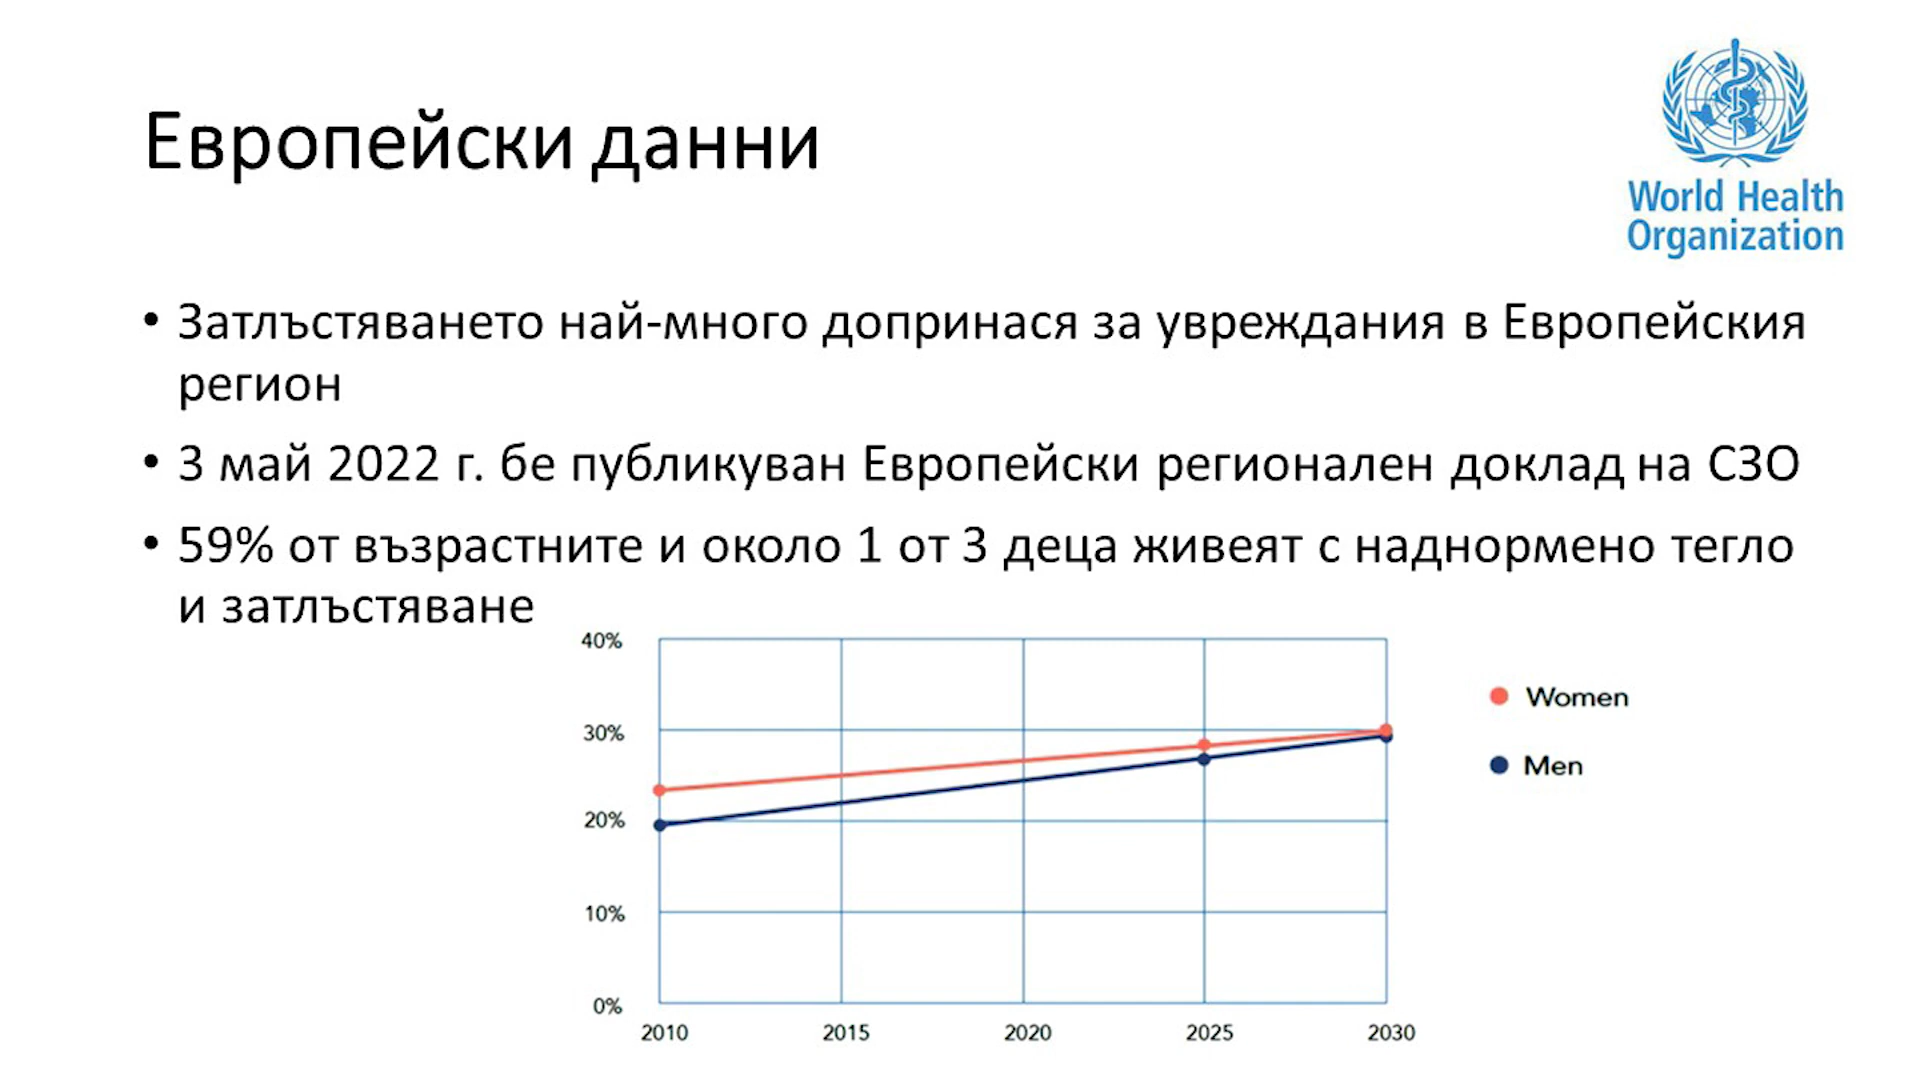 Европейски данни
World Health
Organization
• Затлъстяването най-много допринася за увреждания в Европейския
регион
• 3 май 2022 г. бе публикуван Европейски регионален доклад на СЗО
• 59% от възрастните и около 1 от 3 деца живеят с наднормено тегло
и затлъстяване
40%
30%
20%
10%
0%
2010 2015 2020 2025 2030
Women
Men